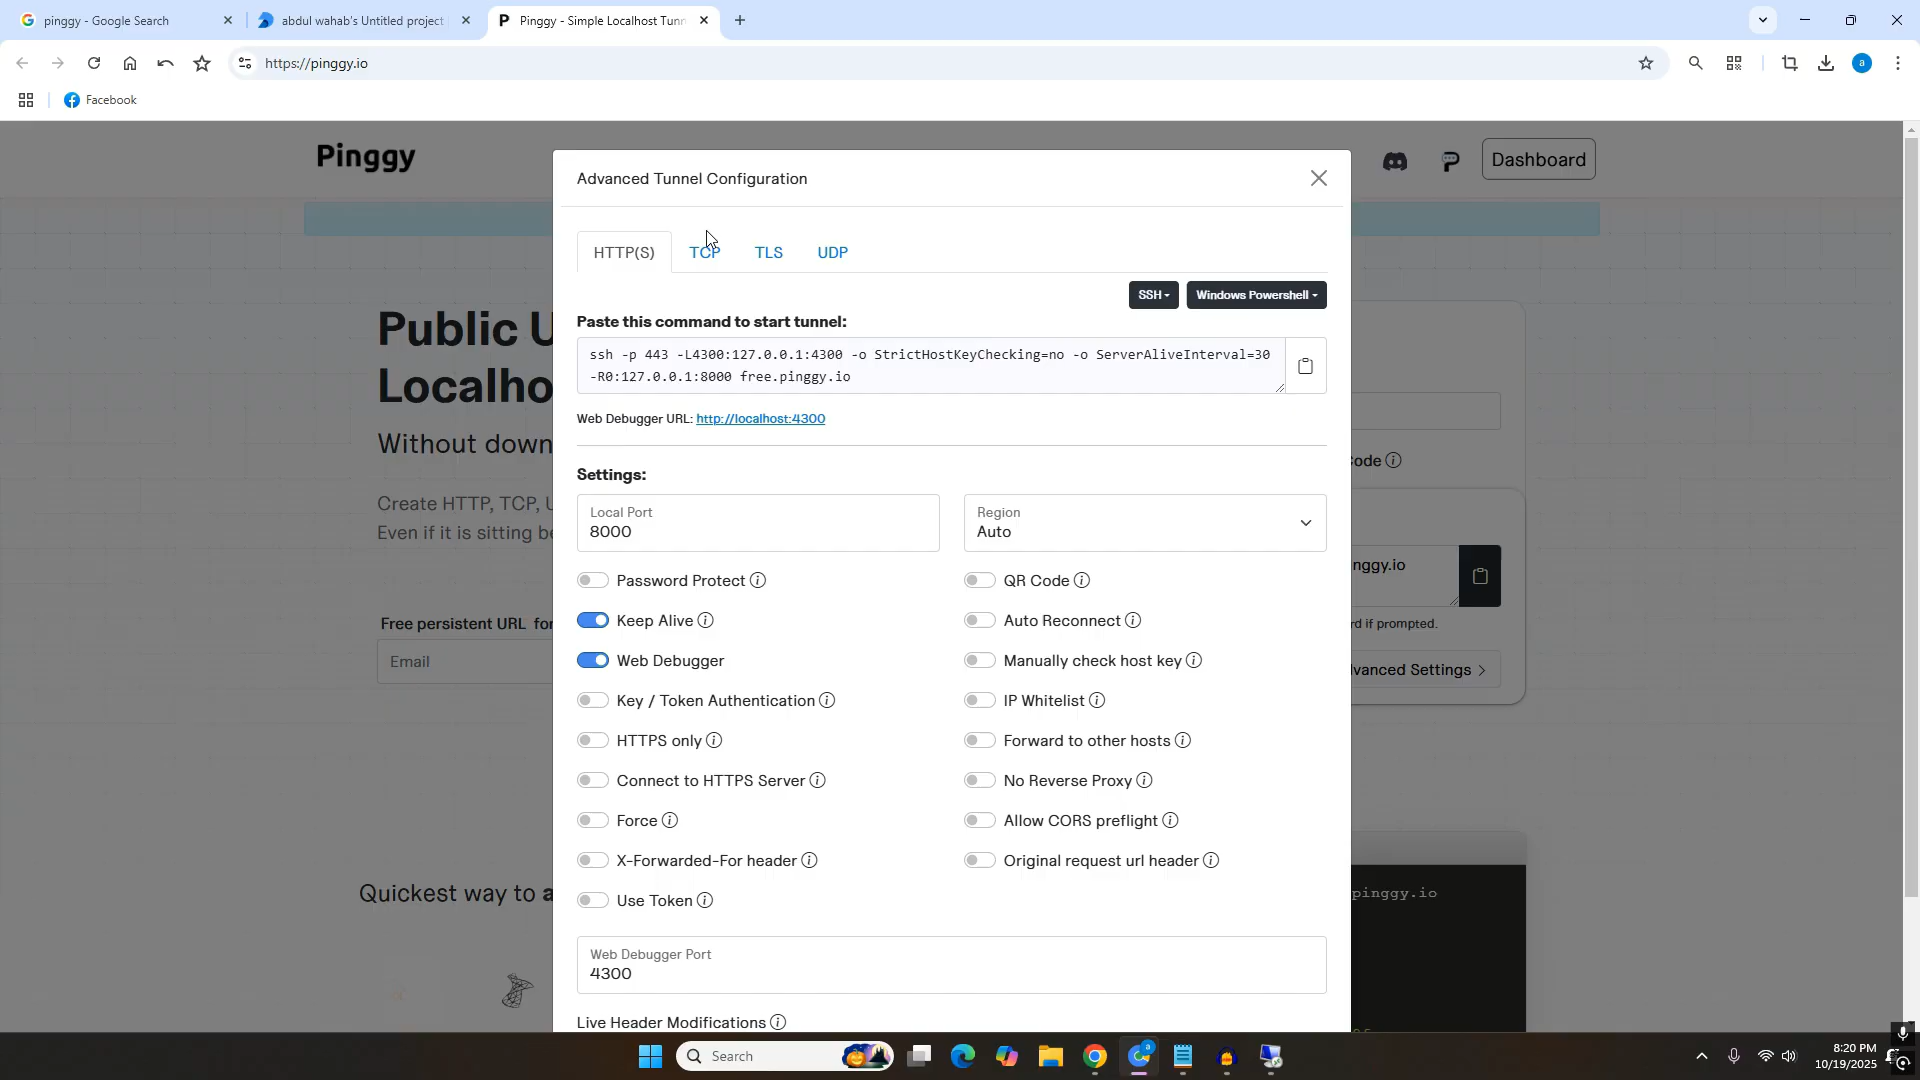 pinggy - Google Search
abdul wahab's Untitled project
Pinggy - Simple Localhost Tunn
https://pinggy.io
a
Facebook
Pinggy
Dashboard
Advanced Tunnel Configuration
HTTP(S)
TCP
TLS
UDP
SSH
Windows Powershell
Paste this command to start tunnel:
ssh -p 443 -L4300:127.0.0.1:4300 -o StrictHostKeyChecking=no -o ServerAliveInterval=30
-R0:127.0.0.1:8000 free.pinggy.io
Web Debugger URL: http://localhost:4300
Settings:
Local Port
8000
Region
Auto
Password Protect
QR Code
Keep Alive
Auto Reconnect
Web Debugger
Manually check host key
Key / Token Authentication
IP Whitelist
HTTPS only
Forward to other hosts
Connect to HTTPS Server
No Reverse Proxy
Force
Allow CORS preflight
X-Forwarded-For header
Original request url header
Use Token
Web Debugger Port
4300
Live Header Modifications
Public U
Localho
Without down
Create HTTP, TCP, U
Even if it is sitting be
Free persistent URL for
Email
Quickest way to a
ode
nggy.io
rd if prompted.
vanced Settings
pinggy.io
Search
8:20 PM
10/19/2025